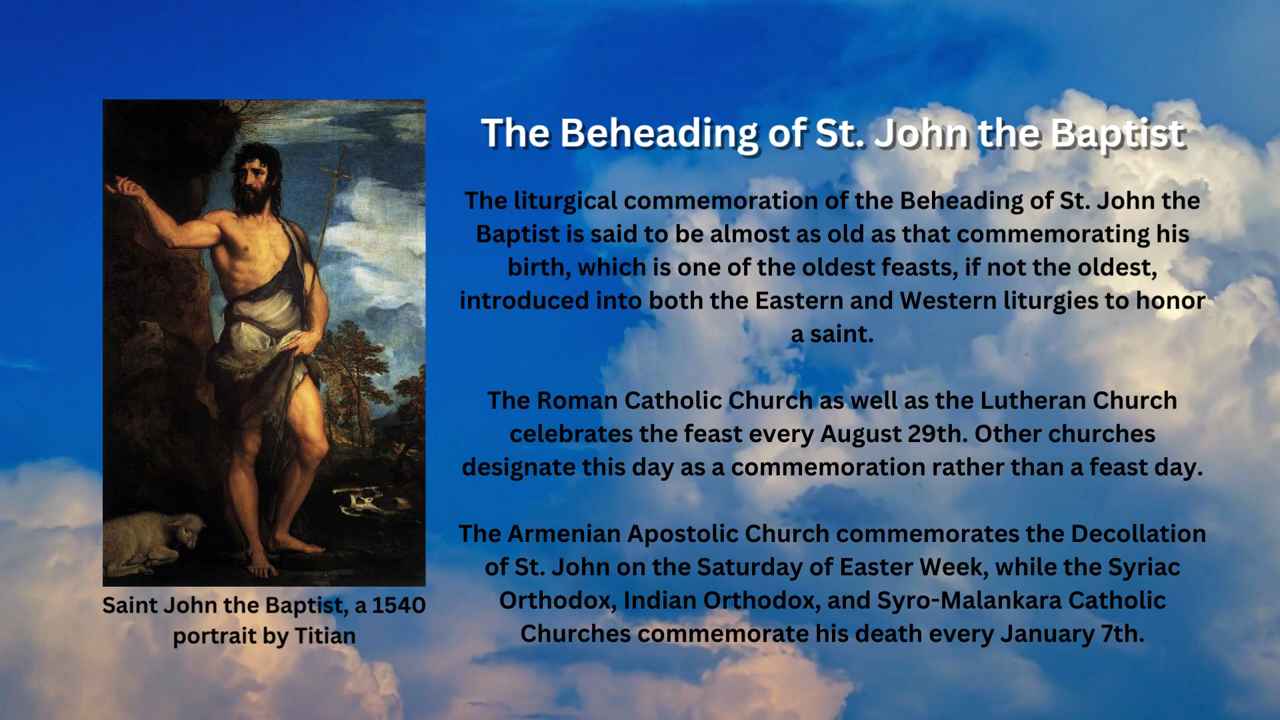 The Beheading of St. John the Baptist
The liturgical commemoration of the Beheading of St. John the
Baptist is said to be almost as old as that commemorating his
birth, which is one of the oldest feasts, if not the oldest,
introduced into both the Eastern and Western liturgies to honor
a saint.
The Roman Catholic Church as well as the Lutheran Church
celebrates the feast every August 29th. Other churches
designate this day as a commemoration rather than a feast day.
The Armenian Apostolic Church commemorates the Decollation
of St. John on the Saturday of Easter Week, while the Syriac
Orthodox, Indian Orthodox, and Syro-Malankara Catholic
Churches commemorate his death every January 7th.
Saint John the Baptist, a 1540
portrait by Titian